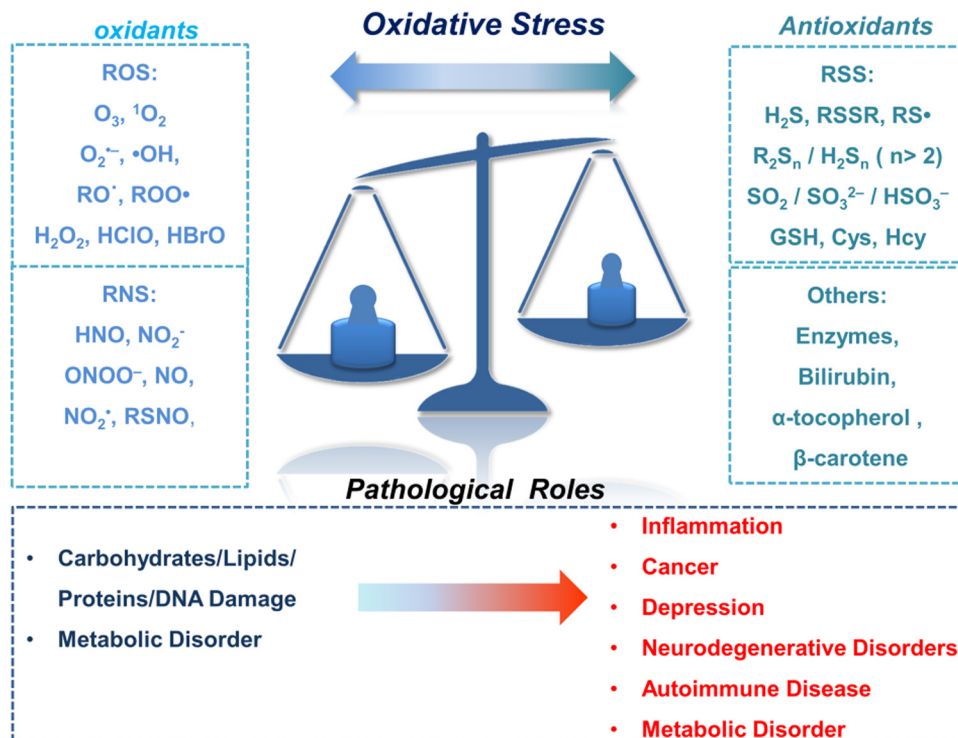 oxidants
ROS:
O₃, ¹O₂
O₂•⁻, •OH,
RO•, ROO•
H₂O₂, HClO, HBrO
RNS:
HNO, NO₂⁻
ONOO⁻, NO,
NO₂•, RSNO,
Oxidative Stress
Antioxidants
RSS:
H₂S, RSSR, RS•
R₂Sₙ / H₂Sₙ ( n> 2)
SO₂ / SO₃²⁻ / HSO₃⁻
GSH, Cys, Hcy
Others:
Enzymes,
Bilirubin,
α-tocopherol ,
β-carotene
Pathological Roles
• Carbohydrates/Lipids/
Proteins/DNA Damage
• Metabolic Disorder
• Inflammation
• Cancer
• Depression
• Neurodegenerative Disorders
• Autoimmune Disease
• Metabolic Disorder